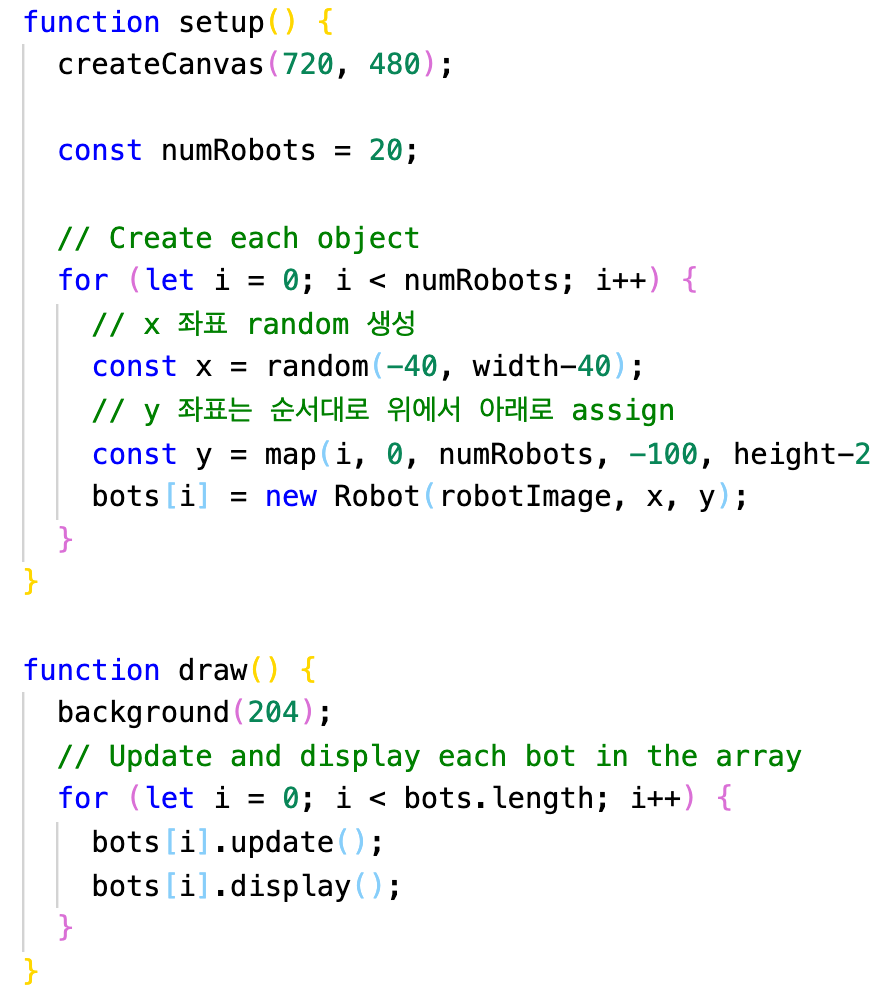 function setup() {
  createCanvas(720, 480);

  const numRobots = 20;

  // Create each object
  for (let i = 0; i < numRobots; i++) {
    // x 좌표 random 생성
    const x = random(-40, width-40);
    // y 좌표는 순서대로 위에서 아래로 assign
    const y = map(i, 0, numRobots, -100, height-2
    bots[i] = new Robot(robotImage, x, y);
  }
}

function draw() {
  background(204);
  // Update and display each bot in the array
  for (let i = 0; i < bots.length; i++) {
    bots[i].update();
    bots[i].display();
  }
}